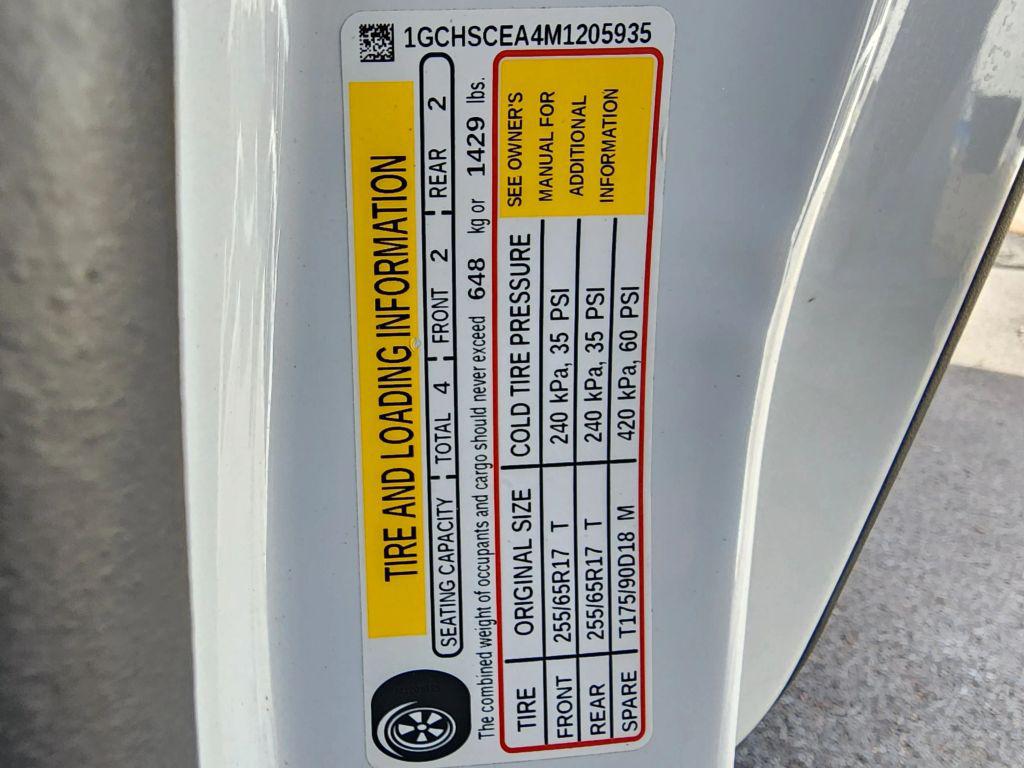 1GCHSCEA4M1205935
TIRE AND LOADING INFORMATION
SEATING CAPACITY TOTAL 4 FRONT 2 REAR 2
The combined weight of occupants and cargo should never exceed 648 kg or 1429 lbs.
TIRE ORIGINAL SIZE COLD TIRE PRESSURE
FRONT 255/65R17 T 240 kPa, 35 PSI
REAR 255/65R17 T 240 kPa, 35 PSI
SPARE T175/90D18 M 420 kPa, 60 PSI
SEE OWNER'S
MANUAL FOR
ADDITIONAL
INFORMATION